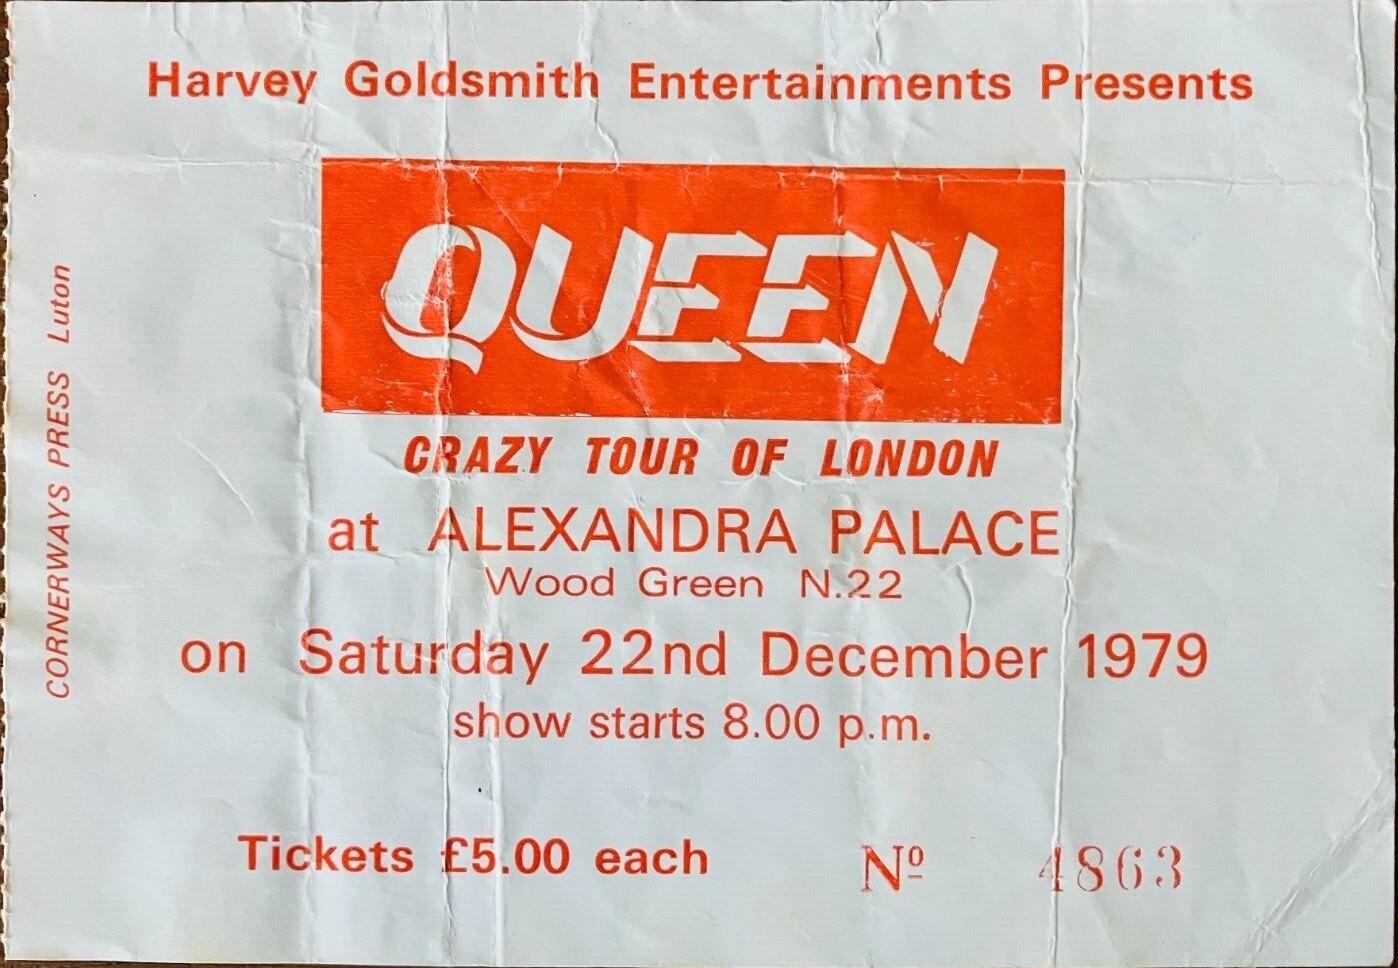 Harvey Goldsmith Entertainments Presents
QUEEN
CRAZY TOUR OF LONDON
at ALEXANDRA PALACE
Wood Green N.22
on Saturday 22nd December 1979
show starts 8.00 p.m.
Tickets £5.00 each
Nº 4863
CORNERWAYS PRESS Luton